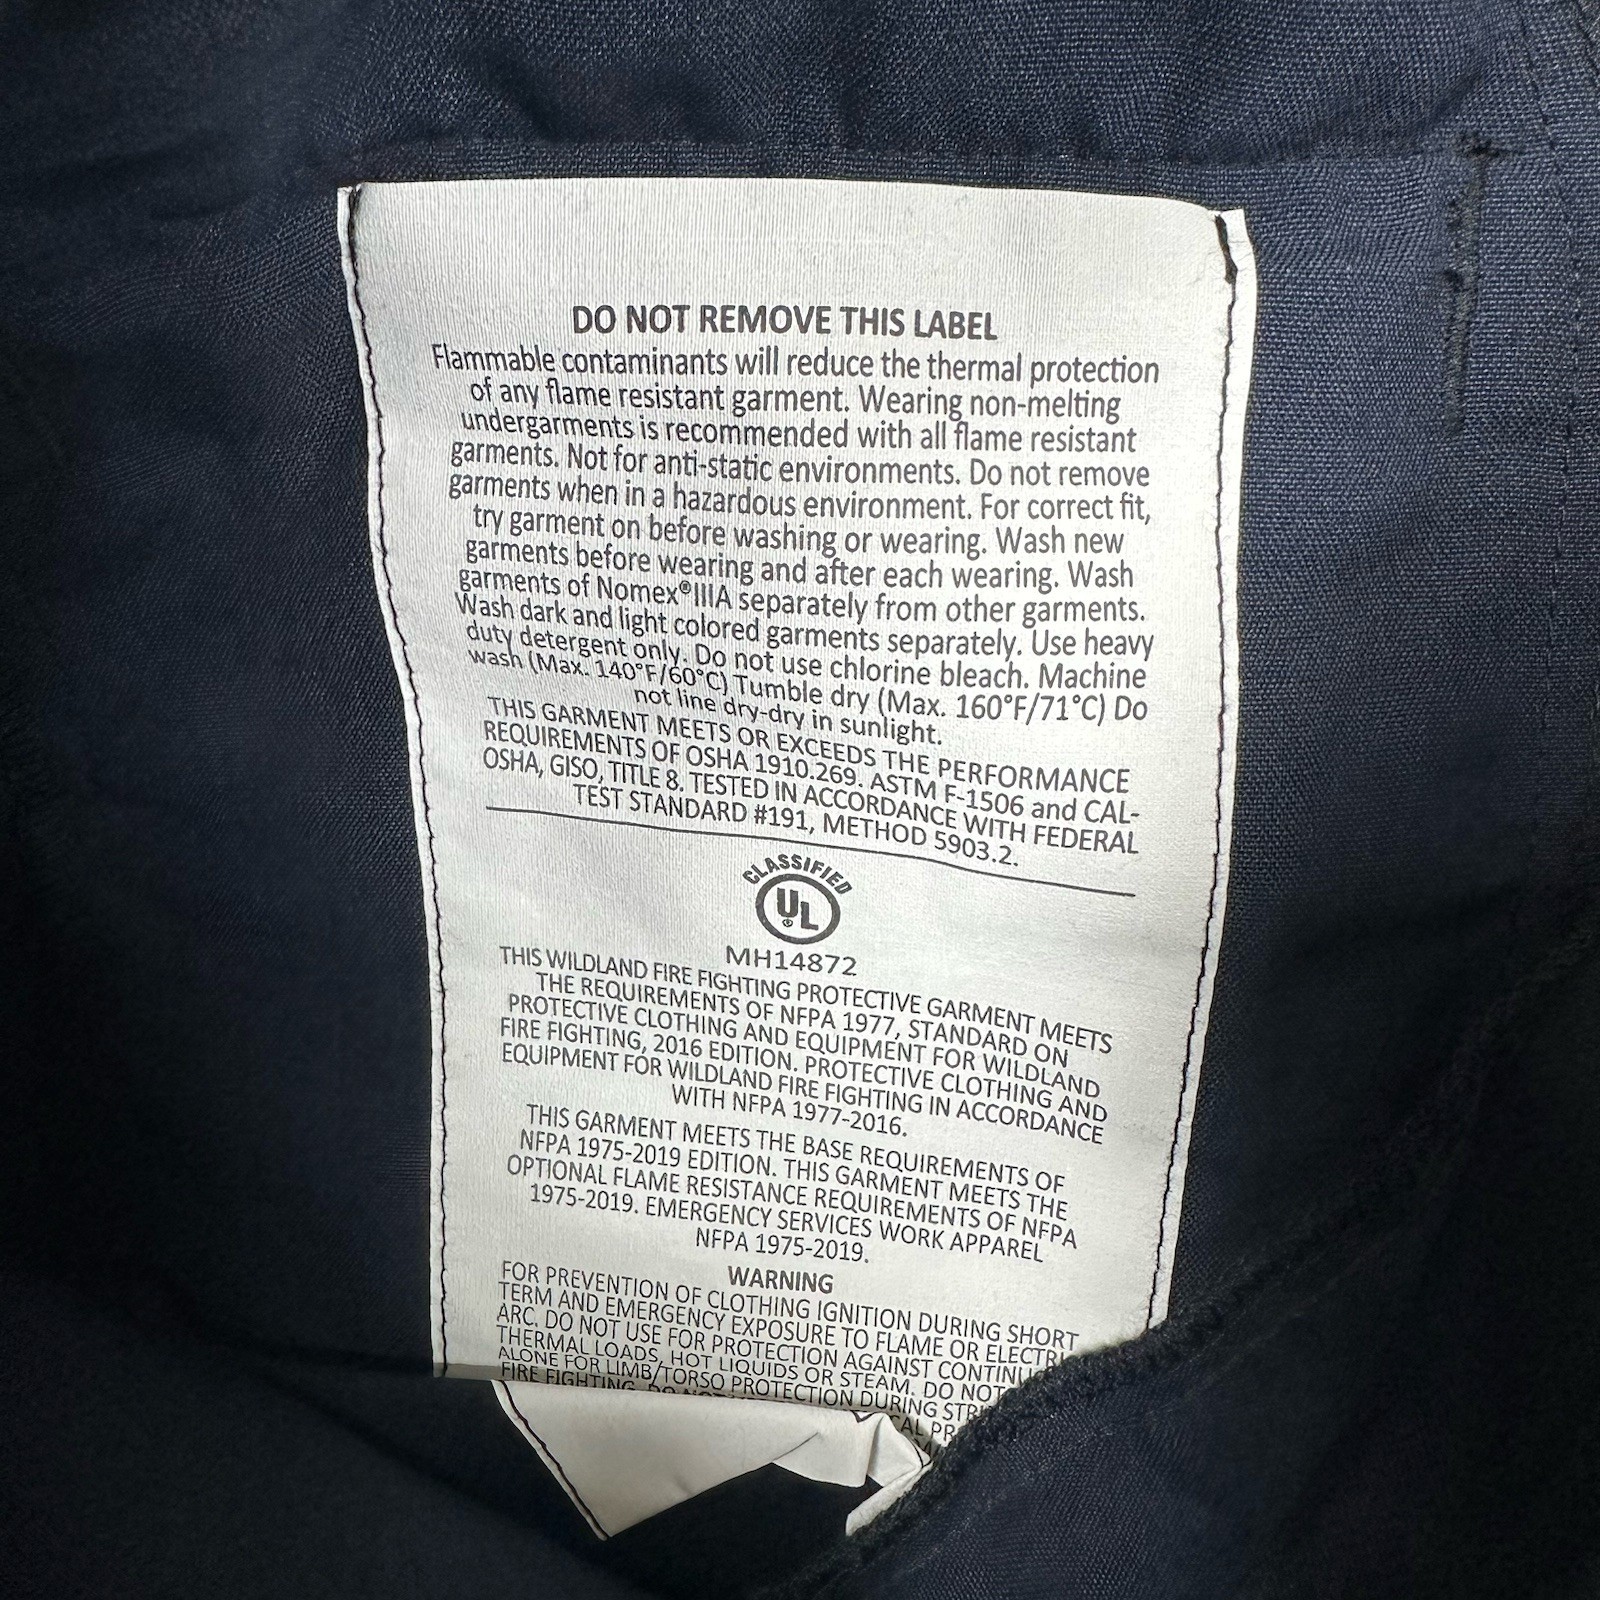 DO NOT REMOVE THIS LABEL
Flammable contaminants will reduce the thermal protection
of any flame resistant garment. Wearing non-melting
undergarments is recommended with all flame resistant
garments. Not for anti-static environments. Do not remove
garments when in a hazardous environment. For correct fit,
try garment on before washing or wearing. Wash new
garments before wearing and after each wearing. Wash
garments of Nomex®IIIA separately from other garments.
Wash dark and light colored garments separately. Use heavy
duty detergent only. Do not use chlorine bleach. Machine
wash (Max. 140°F/60°C) Tumble dry (Max. 160°F/71°C) Do
not line dry-dry in sunlight.
THIS GARMENT MEETS OR EXCEEDS THE PERFORMANCE
REQUIREMENTS OF OSHA 1910.269. ASTM F-1506 and CAL-
OSHA, GISO, TITLE 8. TESTED IN ACCORDANCE WITH FEDERAL
TEST STANDARD #191, METHOD 5903.2.
CLASSIFIED
UL®
MH14872
THIS WILDLAND FIRE FIGHTING PROTECTIVE GARMENT MEETS
THE REQUIREMENTS OF NFPA 1977, STANDARD ON
PROTECTIVE CLOTHING AND EQUIPMENT FOR WILDLAND
FIRE FIGHTING, 2016 EDITION. PROTECTIVE CLOTHING AND
EQUIPMENT FOR WILDLAND FIRE FIGHTING IN ACCORDANCE
WITH NFPA 1977-2016.
THIS GARMENT MEETS THE BASE REQUIREMENTS OF
NFPA 1975-2019 EDITION. THIS GARMENT MEETS THE
OPTIONAL FLAME RESISTANCE REQUIREMENTS OF NFPA
1975-2019. EMERGENCY SERVICES WORK APPAREL
NFPA 1975-2019.
WARNING
FOR PREVENTION OF CLOTHING IGNITION DURING SHORT
TERM AND EMERGENCY EXPOSURE TO FLAME OR ELECTRI
ARC. DO NOT USE FOR PROTECTION AGAINST CONTINU
THERMAL LOADS, HOT LIQUIDS OR STEAM. DO NOT
ALONE FOR LIMB/TORSO PROTECTION DURING STR
FIRE FIGHTING. DO NOT